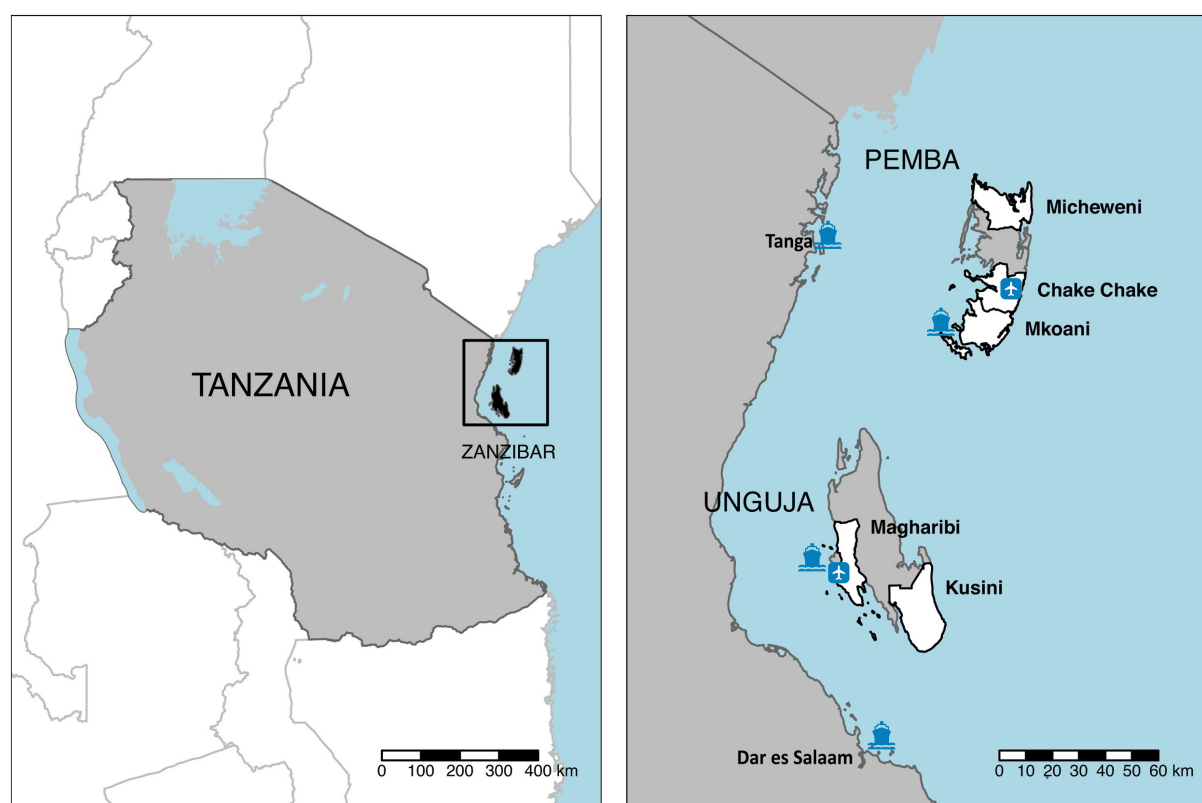 TANZANIA
ZANZIBAR
0 100 200 300 400 km
PEMBA
Micheweni
Tanga
Chake Chake
Mkoani
UNGUJA
Magharibi
Kusini
Dar es Salaam
0 10 20 30 40 50 60 km